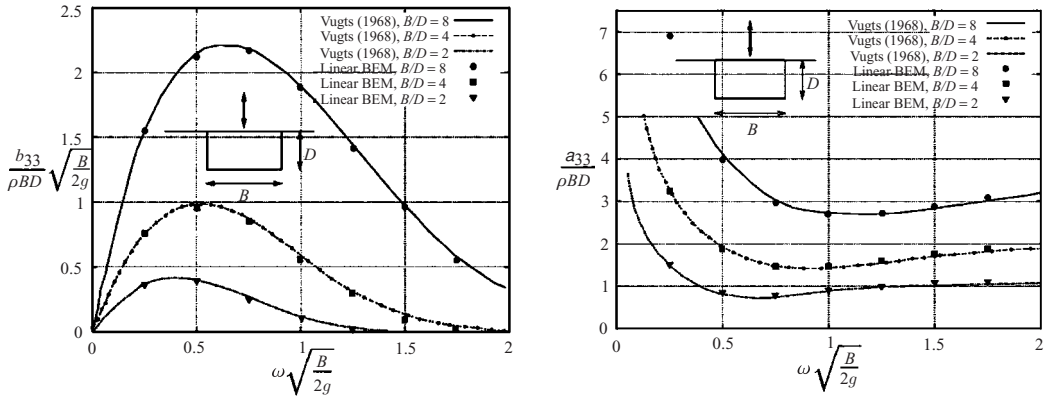 2.5
2
1.5
1
0.5
0
b33/ρBD √B/2g
Vugts (1968), B/D = 8
Vugts (1968), B/D = 4
Vugts (1968), B/D = 2
Linear BEM, B/D = 8
Linear BEM, B/D = 4
Linear BEM, B/D = 2
D
B
0 0.5 1 1.5 2
ω √B/2g
7
6
5
4
3
2
1
0
a33/ρBD
Vugts (1968), B/D = 8
Vugts (1968), B/D = 4
Vugts (1968), B/D = 2
Linear BEM, B/D = 8
Linear BEM, B/D = 4
Linear BEM, B/D = 2
D
B
0 0.5 1 1.5 2
ω √B/2g